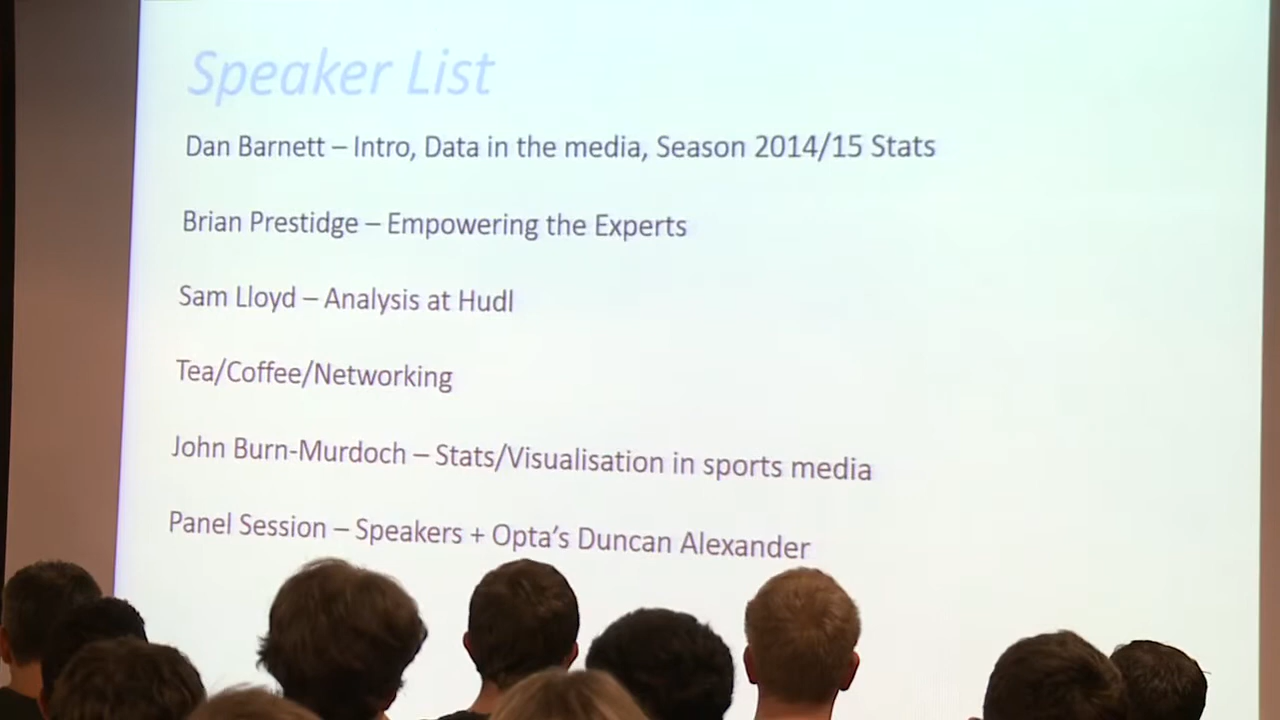 Speaker List
Dan Barnett – Intro, Data in the media, Season 2014/15 Stats
Brian Prestidge – Empowering the Experts
Sam Lloyd – Analysis at Hudl
Tea/Coffee/Networking
John Burn-Murdoch – Stats/Visualisation in sports media
Panel Session – Speakers + Opta's Duncan Alexander